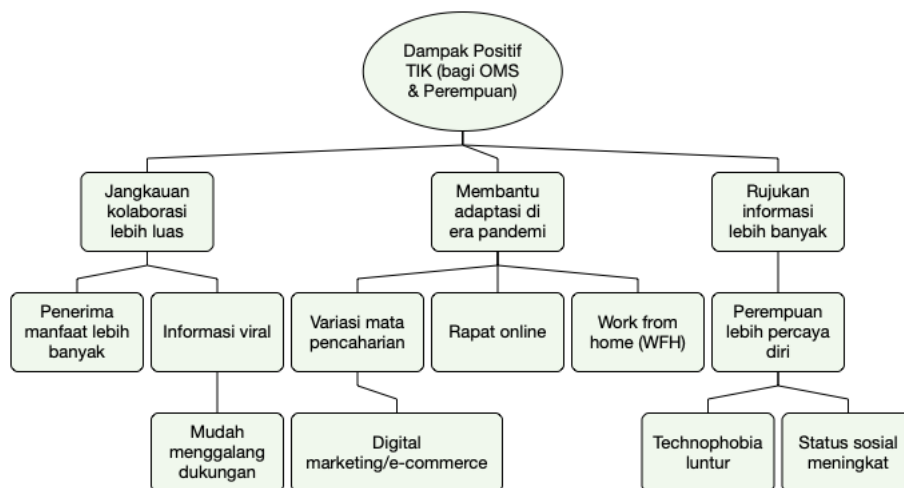 Dampak Positif
TIK (bagi OMS
& Perempuan)
Jangkauan
kolaborasi
lebih luas
Membantu
adaptasi di
era pandemi
Rujukan
informasi
lebih banyak
Penerima
manfaat lebih
banyak
Informasi viral
Variasi mata
pencaharian
Rapat online
Work from
home (WFH)
Perempuan
lebih percaya
diri
Mudah
menggalang
dukungan
Digital
marketing/e-commerce
Technophobia
luntur
Status sosial
meningkat